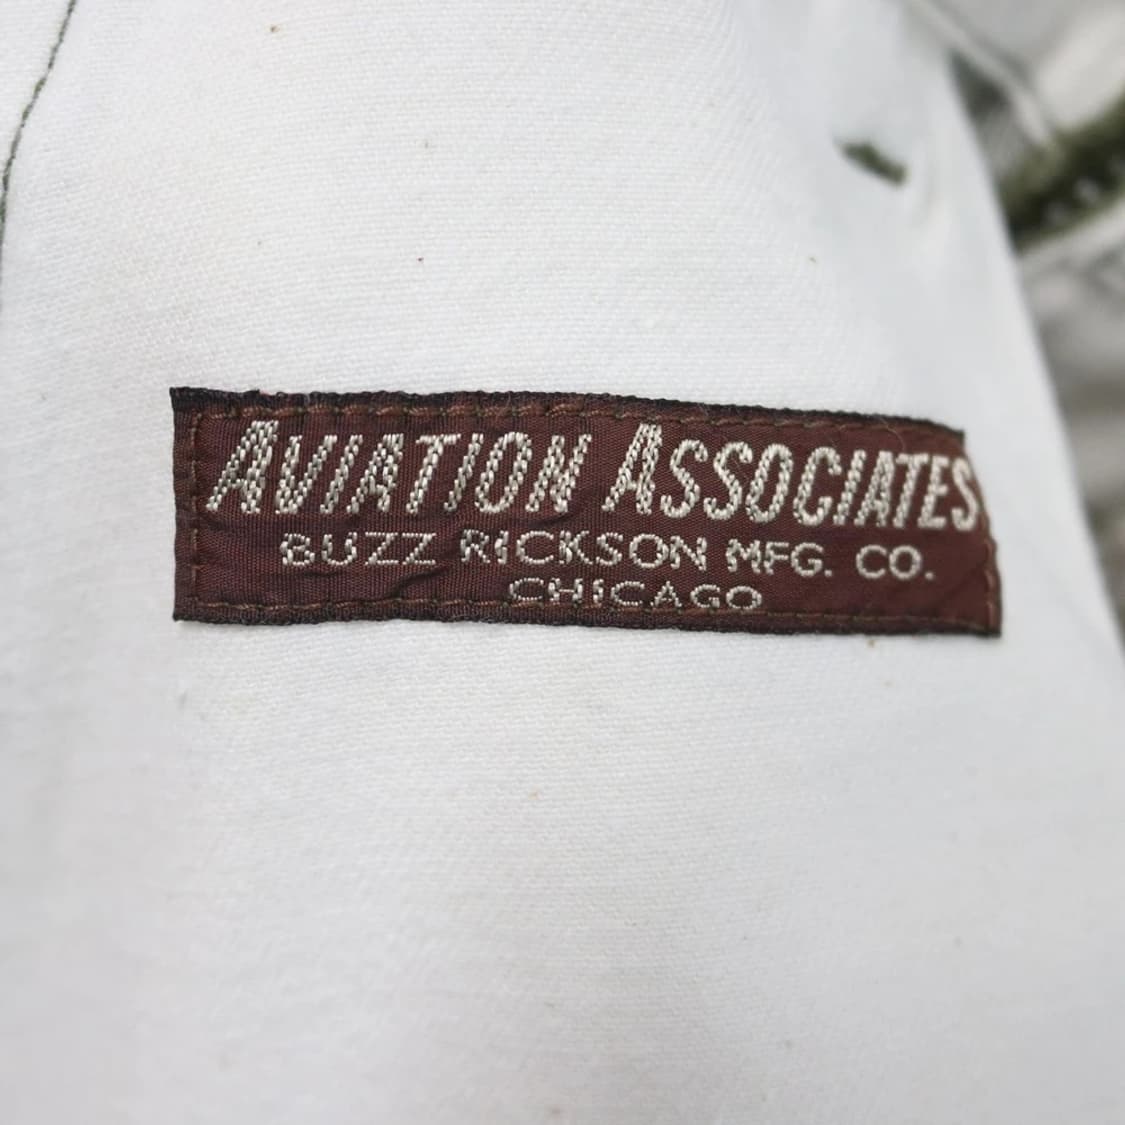 AVIATION ASSOCIATES
BUZZ RICKSON MFG. CO.
CHICAGO